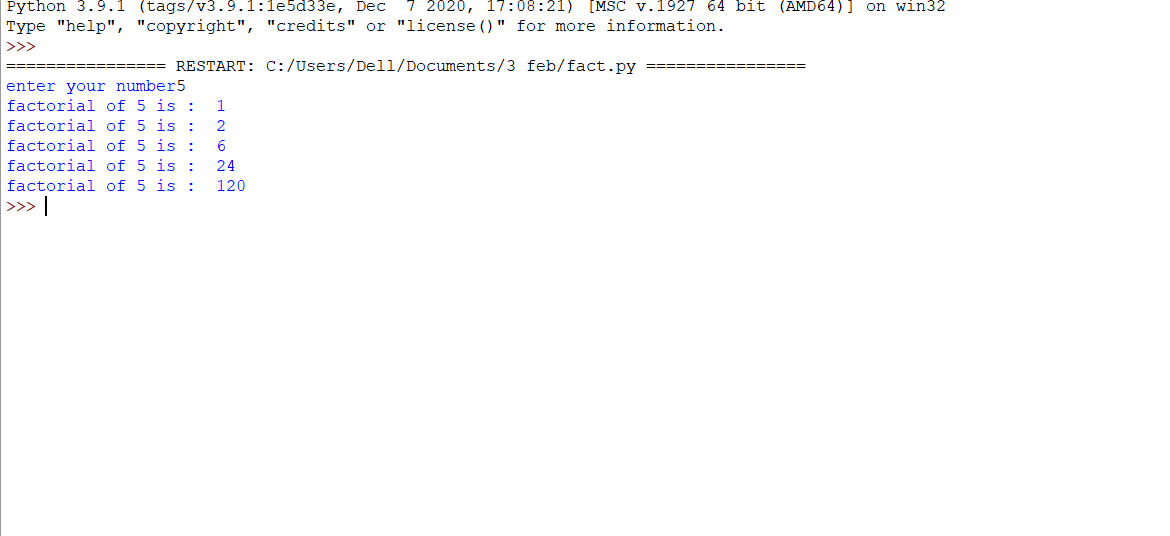 Python 3.9.1 (tags/v3.9.1:1e5d33e, Dec  7 2020, 17:08:21) [MSC v.1927 64 bit (AMD64)] on win32
Type "help", "copyright", "credits" or "license()" for more information.
>>>
================ RESTART: C:/Users/Dell/Documents/3 feb/fact.py ================
enter your number5
factorial of 5 is :  1
factorial of 5 is :  2
factorial of 5 is :  6
factorial of 5 is :  24
factorial of 5 is :  120
>>>